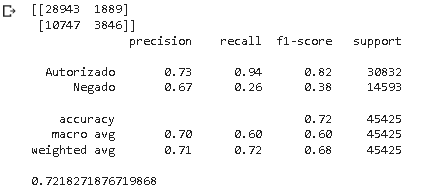 [[28943 1889]
[10747 3846]]
precision recall f1-score support
Autorizado 0.73 0.94 0.82 30832
Negado 0.67 0.26 0.38 14593
accuracy 0.72 45425
macro avg 0.70 0.60 0.60 45425
weighted avg 0.71 0.72 0.68 45425
0.7218271876719868